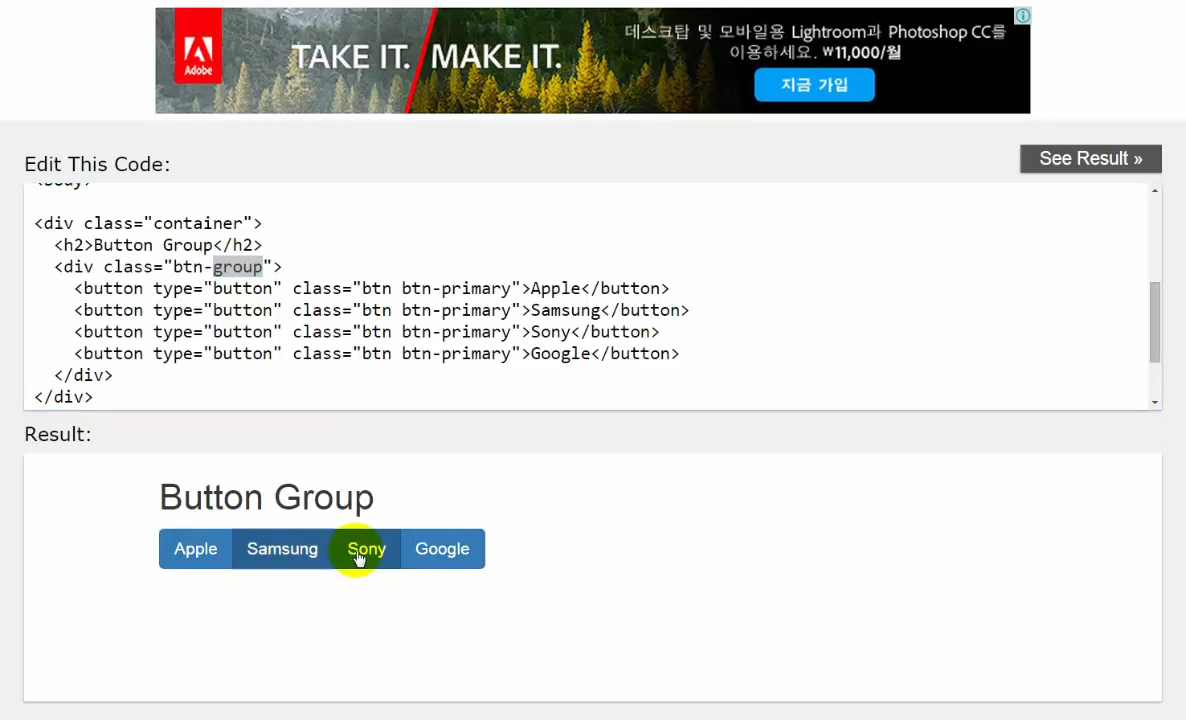 Adobe
TAKE IT. MAKE IT.
데스크탑 및 모바일용 Lightroom과 Photoshop CC를
이용하세요. ₩11,000/월
지금 가입
Edit This Code:
See Result »
<body>
<div class="container">
<h2>Button Group</h2>
<div class="btn-group">
<button type="button" class="btn btn-primary">Apple</button>
<button type="button" class="btn btn-primary">Samsung</button>
<button type="button" class="btn btn-primary">Sony</button>
<button type="button" class="btn btn-primary">Google</button>
</div>
</div>
Result:
Button Group
Apple Samsung Sony Google